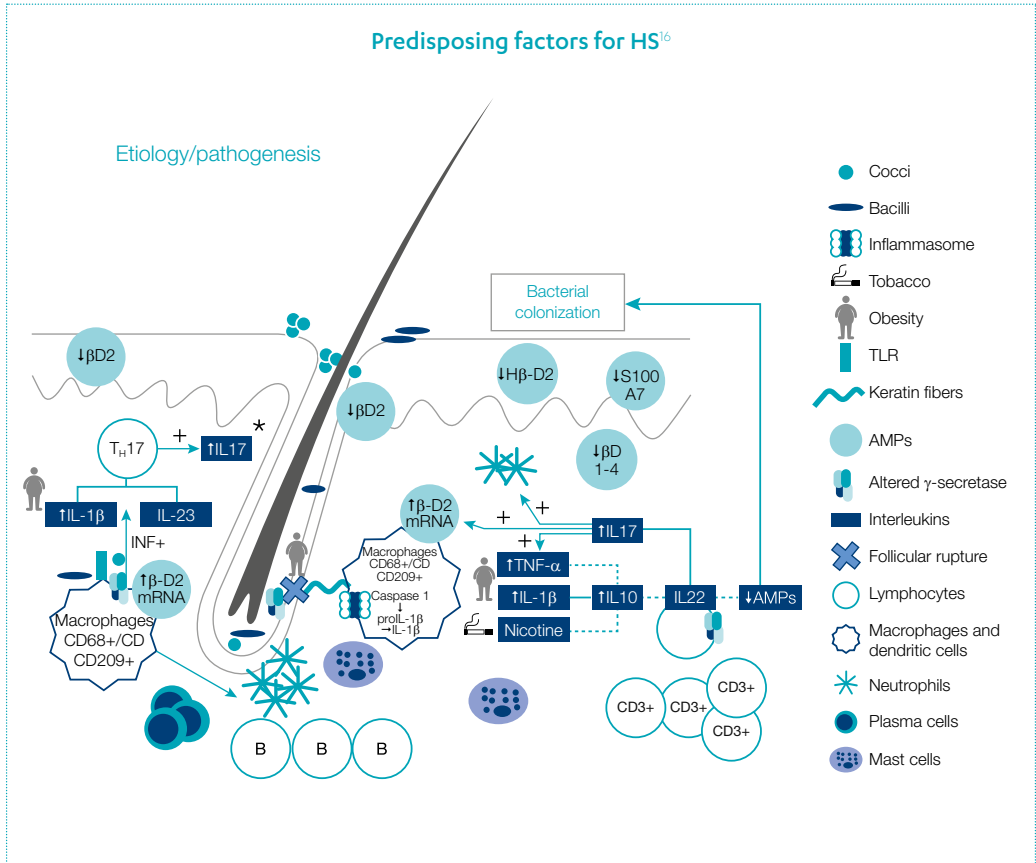 Predisposing factors for HS16
Etiology/pathogenesis
Bacterial
colonization
↓βD2
↓βD2
↓Hβ-D2
↓S100
A7
↓βD
1-4
TH17
+
↑IL17
*
↑IL-1β
IL-23
INF+
↑β-D2
mRNA
Macrophages
CD68+/CD
CD209+
↑β-D2
mRNA
Macrophages
CD68+/CD
CD209+
Caspase 1
↓
proIL-1β
→IL-1β
+
+
+
↑IL17
↑TNF-α
↑IL-1β
↑IL10
IL22
↓AMPs
Nicotine
B
B
B
CD3+
CD3+
CD3+
CD3+
Cocci
Bacilli
Inflammasome
Tobacco
Obesity
TLR
Keratin fibers
AMPs
Altered γ-secretase
Interleukins
Follicular rupture
Lymphocytes
Macrophages and
dendritic cells
Neutrophils
Plasma cells
Mast cells